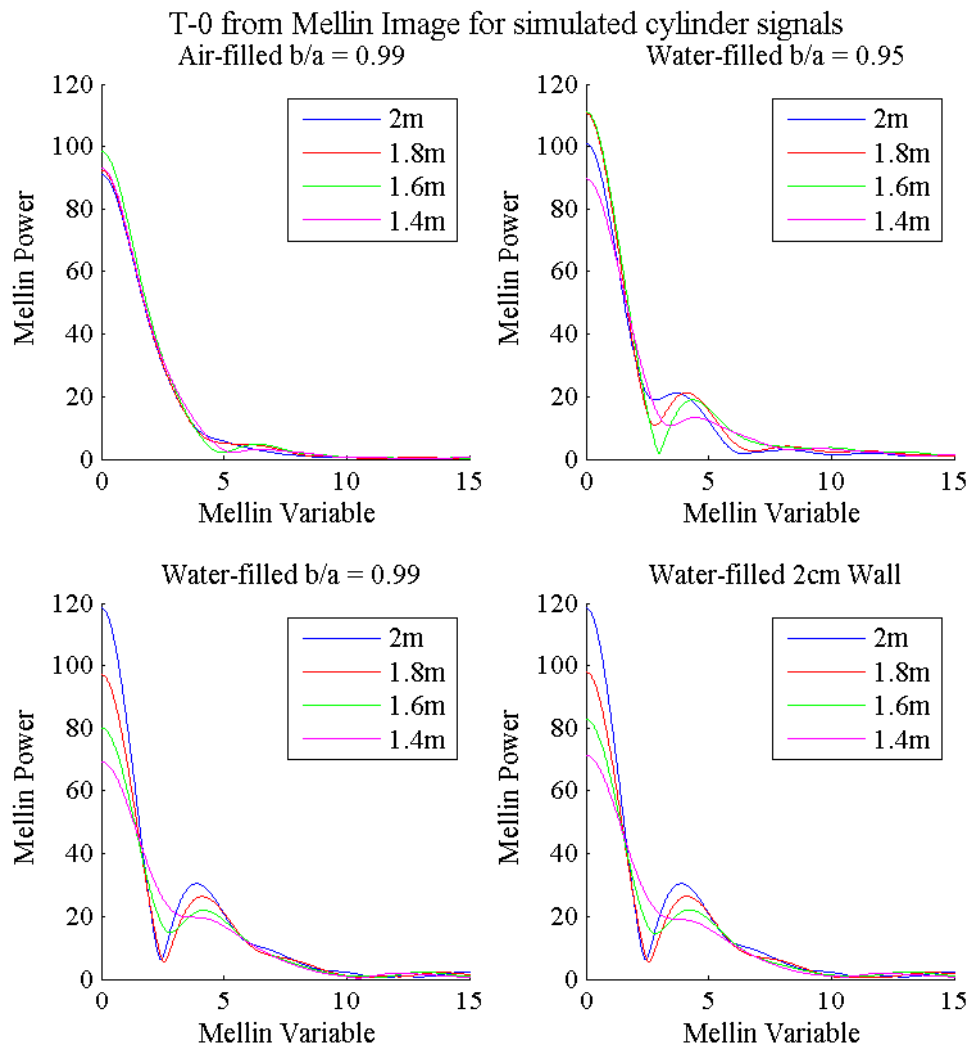 T-0 from Mellin Image for simulated cylinder signals
Air-filled b/a = 0.99
120
100
80
60
40
20
0
Mellin Power
2m
1.8m
1.6m
1.4m
0 5 10 15
Mellin Variable
Water-filled b/a = 0.95
120
100
80
60
40
20
0
Mellin Power
2m
1.8m
1.6m
1.4m
0 5 10 15
Mellin Variable
Water-filled b/a = 0.99
120
100
80
60
40
20
0
Mellin Power
2m
1.8m
1.6m
1.4m
0 5 10 15
Mellin Variable
Water-filled 2cm Wall
120
100
80
60
40
20
0
Mellin Power
2m
1.8m
1.6m
1.4m
0 5 10 15
Mellin Variable